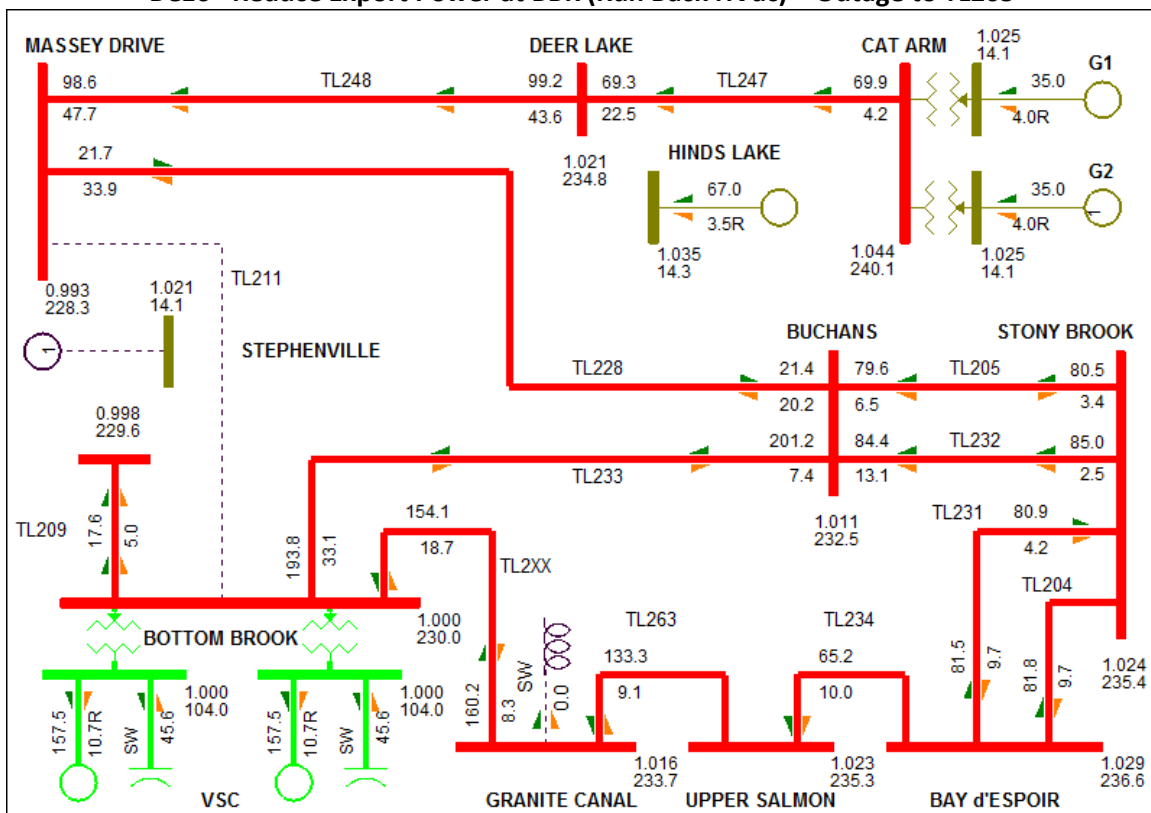 Reduce Export Power at (Run Back HVdc) – Outage to
MASSEY DRIVE
DEER LAKE
CAT ARM
1.025
14.1
G1
98.6
TL248
99.2
69.3
TL247
69.9
35.0
47.7
43.6
22.5
4.2
4.0R
21.7
33.9
1.021
234.8
HINDS LAKE
67.0
3.5R
1.035
14.3
G2
35.0
4.0R
1
1.025
14.1
1.044
240.1
TL211
0.993
228.3
1.021
14.1
1
STEPHENVILLE
BUCHANS
STONY BROOK
TL228
21.4
79.6
TL205
80.5
20.2
6.5
3.4
0.998
229.6
201.2
84.4
TL232
85.0
TL233
7.4
13.1
2.5
1.011
232.5
TL209
17.6
5.0
193.8
33.1
154.1
18.7
TL2XX
TL231
80.9
4.2
TL204
1.024
235.4
BOTTOM BROOK
1.000
230.0
160.2
8.3
SW
0.0
TL263
133.3
9.1
TL234
65.2
10.0
81.5
9.7
81.8
9.7
157.5
10.7R
SW
45.6
1.000
104.0
157.5
10.7R
SW
45.6
1.000
104.0
VSC
1.016
233.7
GRANITE CANAL
1.023
235.3
UPPER SALMON
1.029
236.6
BAY d'ESPOIR